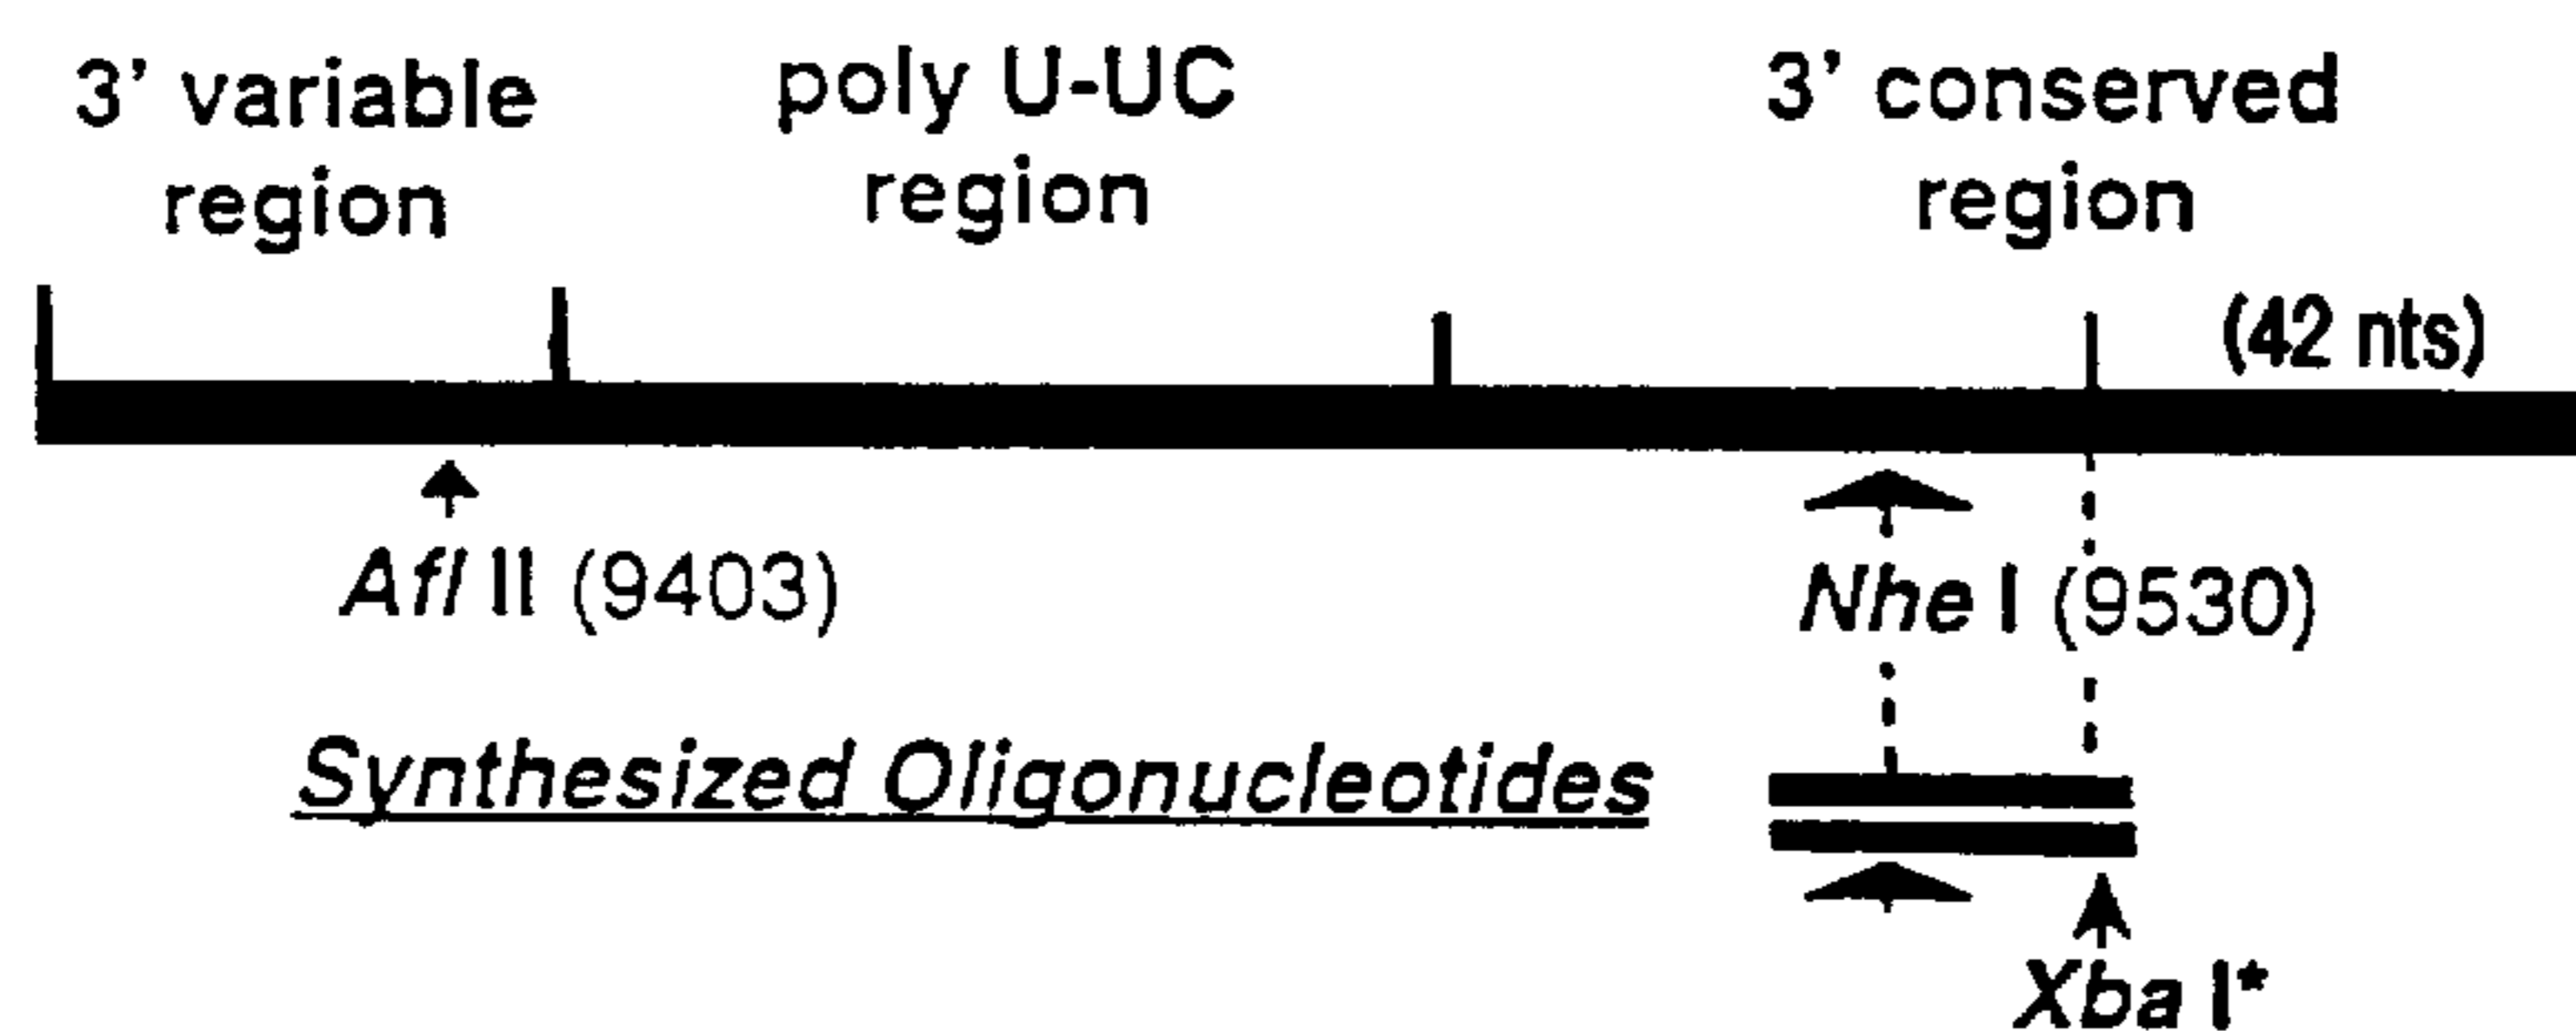 3' variable
region
poly U-UC
region
3' conserved
region
(42 nts)
Afl II (9403)
Nhe I (9530)
Synthesized Oligonucleotides
Xba I*